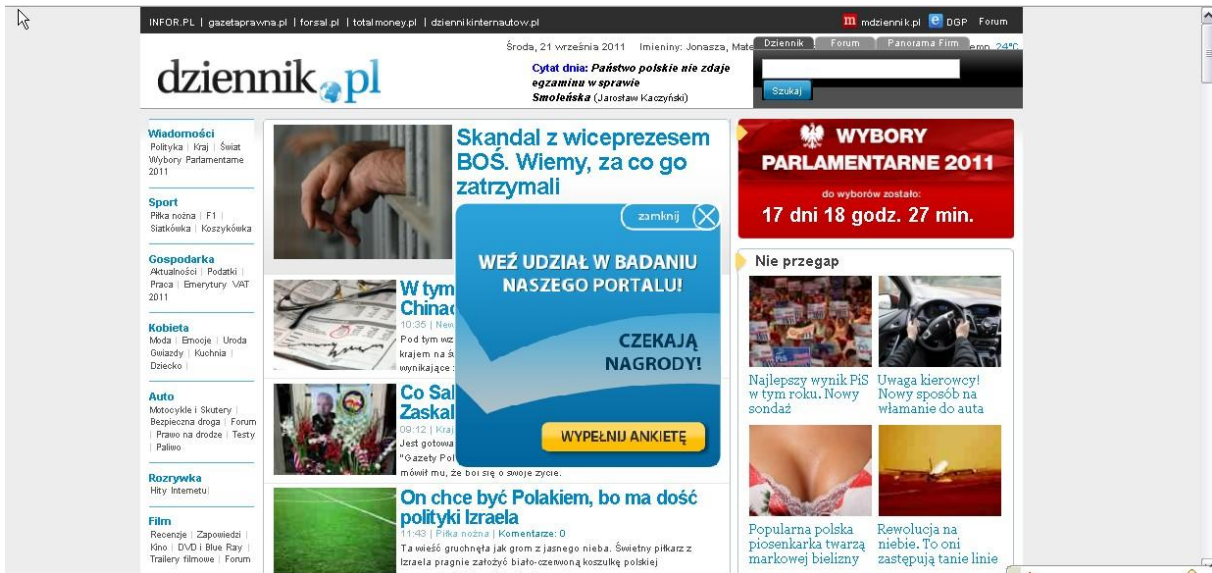 INFOR.PL | gazetaprawna.pl | forsal.pl | totalmoney.pl | dziennikinternautow.pl
m mdziennik.pl e DGP Forum
dziennik.pl
Środa, 21 września 2011 Imieniny: Jonasza,
Cytat dnia: Państwo polskie nie zdaje
egzaminu w sprawie
Smoleńska (Jarosław Kaczyński)
Dziennik Forum Panorama Firm
24°C
Szukaj
Wiadomości
Polityka | Kraj | Świat
Wybory Parlamentarne
2011
Sport
Piłka nożna | F1 |
Siatkówka | Koszykówka
Gospodarka
Aktualności | Podatki |
Praca | Emerytury VAT
2011
Kobieta
Moda | Emocje | Uroda
Gwiazdy | Kuchnia |
Dziecko |
Auto
Motocykle i Skutery |
Bezpieczna droga | Forum
| Prawo na drodze | Testy
| Paliwo
Rozrywka
Hity Internetu|
Film
Recenzje | Zapowiedzi |
Kino | DVD i Blue Ray |
Trailery filmowe | Forum
Skandal z wiceprezesem
BOŚ. Wiemy, za co go
zatrzymali
W tym
10:35 |
Pod tym
krajem na
wynikające
Co
09:12 | Kraj
Jest
"Gazety
mówił mu, że boi się o swoje życie.
On chce być Polakiem, bo ma dość
polityki Izraela
11:43 | Piłka nożna | Komentarze: 0
Ta wieść gruchnęła jak grom z jasnego nieba. Świetny piłkarz z
Izraela pragnie założyć biało-czerwoną koszulkę polskiej
zamknij
WEŹ UDZIAŁ W BADANIU
NASZEGO PORTALU!
CZEKAJĄ
NAGRODY!
WYPEŁNIJ ANKIETĘ
WYBORY
PARLAMENTARNE 2011
do wyborów zostało:
17 dni 18 godz. 27 min.
Nie przegap
Najlepszy wynik PiS
w tym roku. Nowy
sondaż
Uwaga kierowcy!
Nowy sposób na
włamanie do auta
Popularna polska
piosenkarka twarzą
markowej bielizny
Rewolucja na
niebie. To oni
zastępują tanie linie